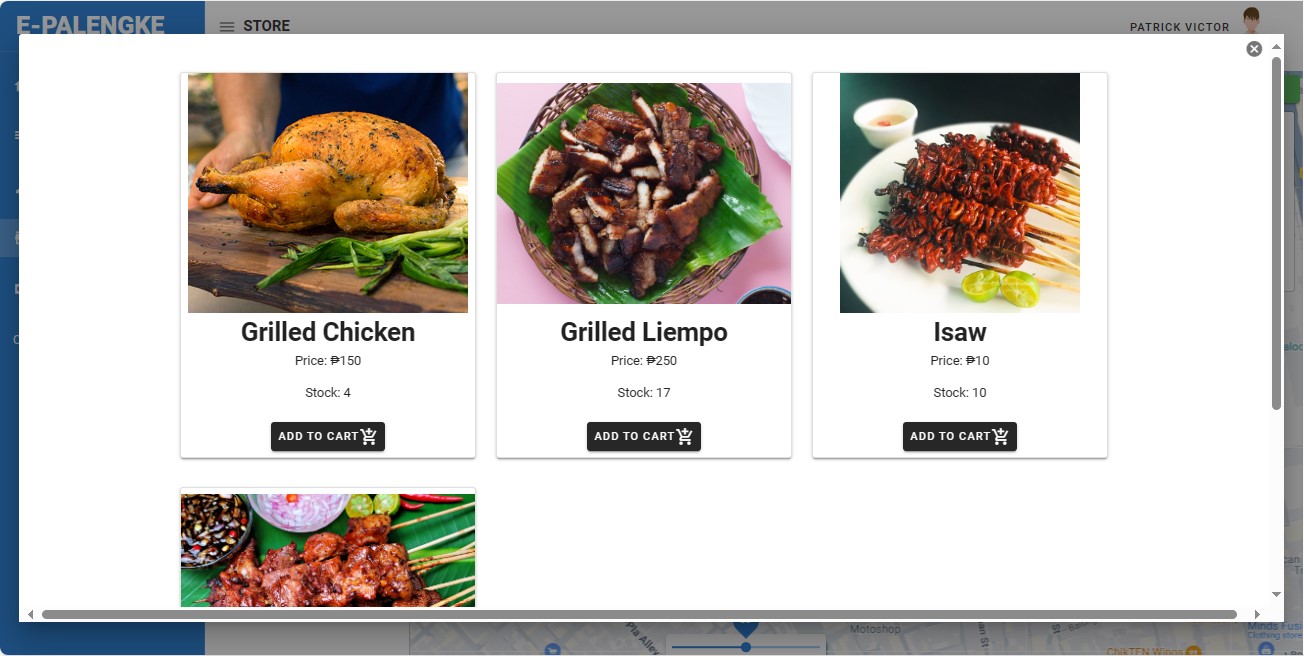 E-PALENGKE
STORE
PATRICK VICTOR
Grilled Chicken
Price: ₱150
Stock: 4
ADD TO CART
Grilled Liempo
Price: ₱250
Stock: 17
ADD TO CART
Isaw
Price: ₱10
Stock: 10
ADD TO CART
Pla Alley
Motoshop
ChikTEN Wings
Minds Fusi
Clothing store